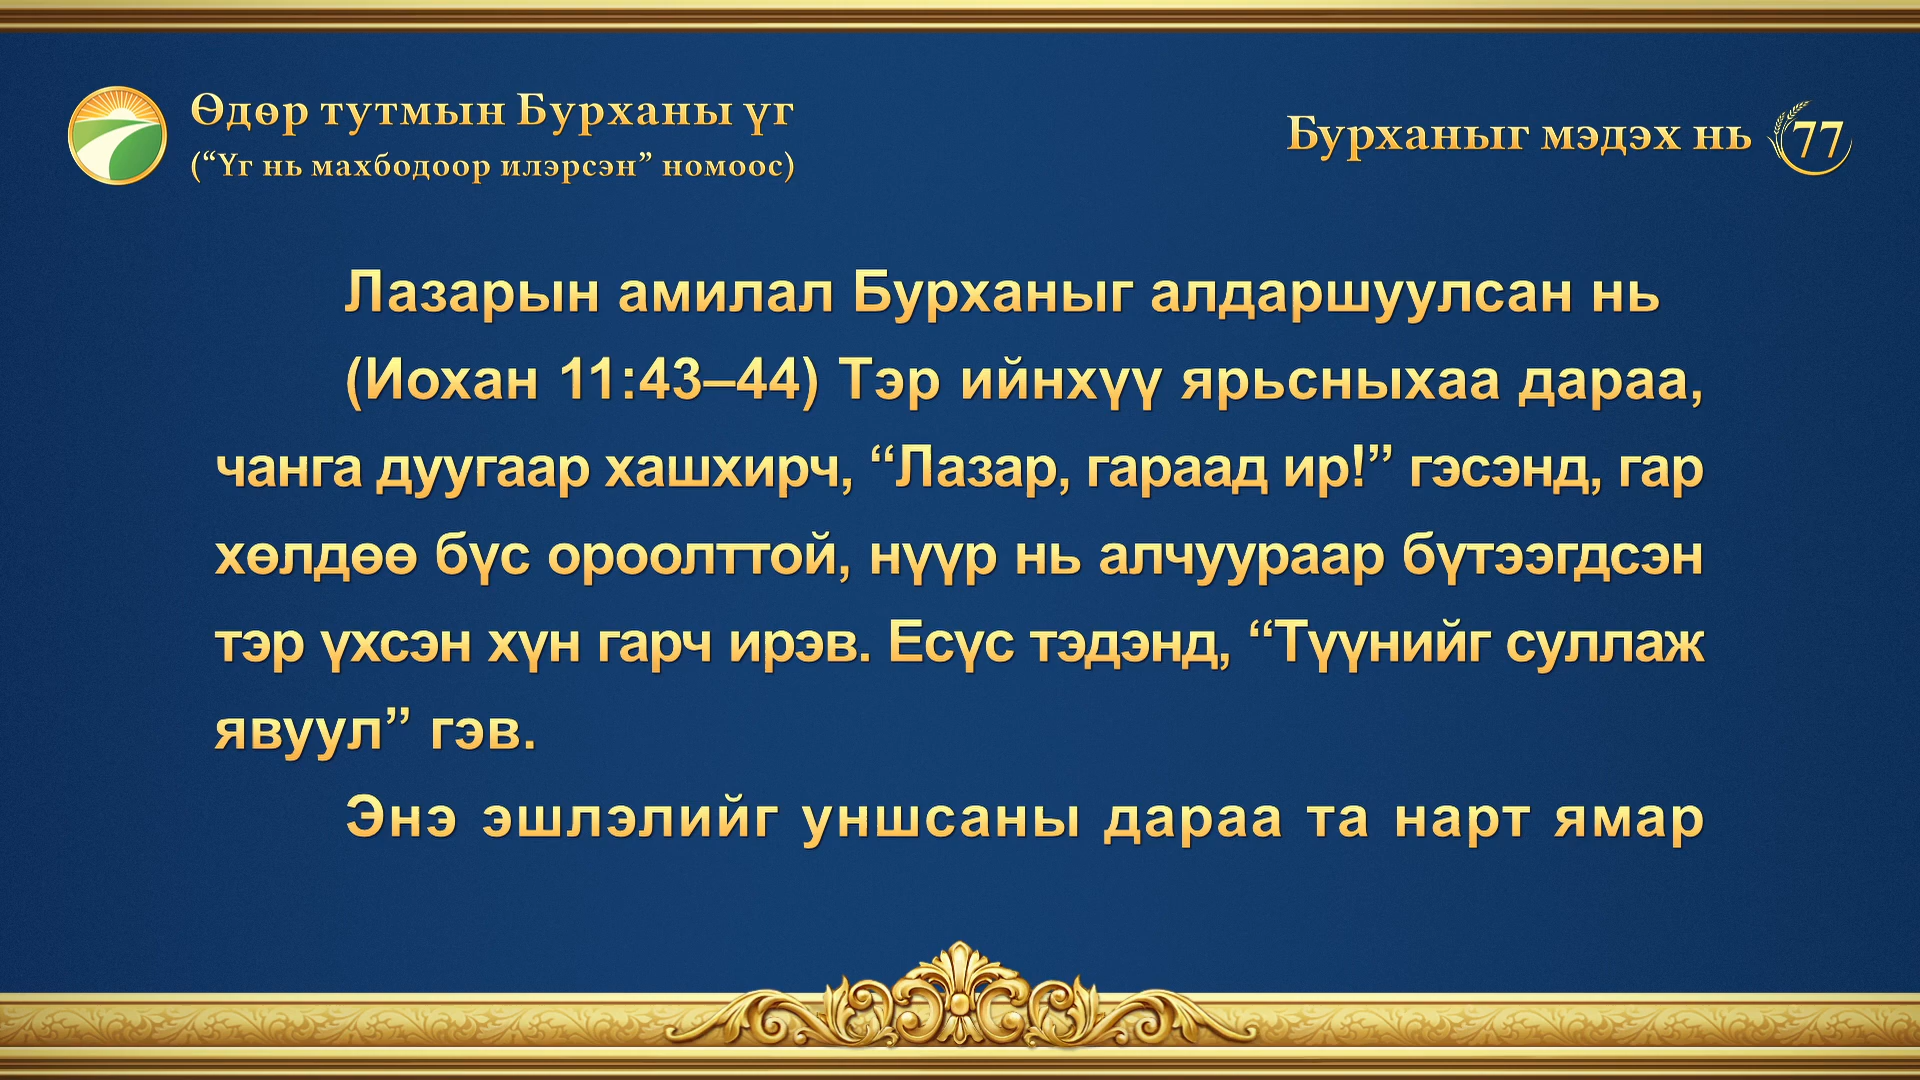 Өдөр тутмын Бурханы үг
(“Үг нь махбодоор илэрсэн” номоос)
Бурханыг мэдэх нь 77
Лазарын амилал Бурханыг алдаршуулсан нь
(Иохан 11:43–44) Тэр ийнхүү ярьсныхаа дараа,
чанга дуугаар хашхирч, “Лазар, гараад ир!” гэсэнд, гар
хөлдөө бүс ороолттой, нүүр нь алчуураар бүтээгдсэн
тэр үхсэн хүн гарч ирэв. Есүс тэдэнд, “Түүнийг суллаж
явуул” гэв.
Энэ эшлэлийг уншсаны дараа та нарт ямар